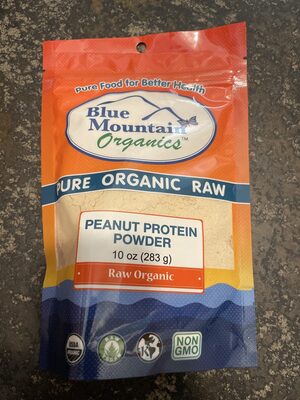 Pure Food for Better Health
Blue
Mountain™
Organics
PURE ORGANIC RAW
PEANUT PROTEIN
POWDER
10 oz (283 g)
Raw Organic
USDA
ORGANIC
K
NON
GMO